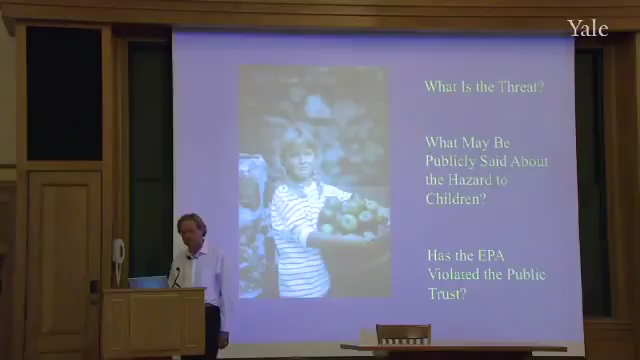 Yale
What Is the Threat?
What May Be
Publicly Said About
the Hazard to
Children?
Has the EPA
Violated the Public
Trust?